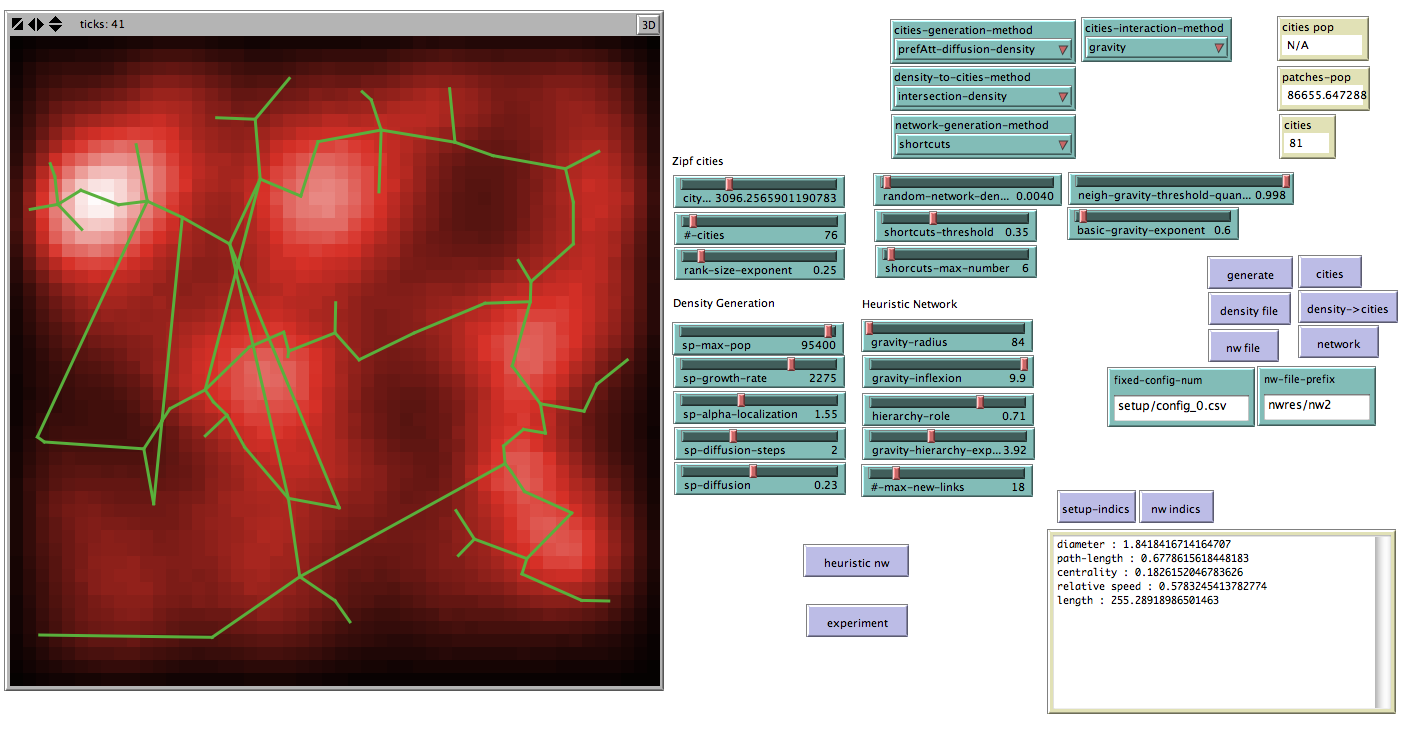 ticks: 41
3D
cities-generation-method
prefAtt-diffusion-density
cities-interaction-method
gravity
cities pop
N/A
density-to-cities-method
intersection-density
patches-pop
86655.647288
network-generation-method
shortcuts
cities
81
Zipf cities
city... 3096.2565901190783
random-network-den... 0.0040
neigh-gravity-threshold-quan... 0.998
#-cities 76
shortcuts-threshold 0.35
basic-gravity-exponent 0.6
rank-size-exponent 0.25
shorcuts-max-number 6
generate
cities
Density Generation
Heuristic Network
density file
density->cities
sp-max-pop 95400
gravity-radius 84
nw file
network
sp-growth-rate 2275
gravity-inflexion 9.9
fixed-config-num
setup/config_0.csv
nw-file-prefix
nwres/nw2
sp-alpha-localization 1.55
hierarchy-role 0.71
sp-diffusion-steps 2
gravity-hierarchy-exp... 3.92
sp-diffusion 0.23
#-max-new-links 18
setup-indics
nw indics
heuristic nw
experiment
diameter : 1.8418416714164707
path-length : 0.6778615618448183
centrality : 0.1826152046783626
relative speed : 0.5783245413782774
length : 255.28918986501463